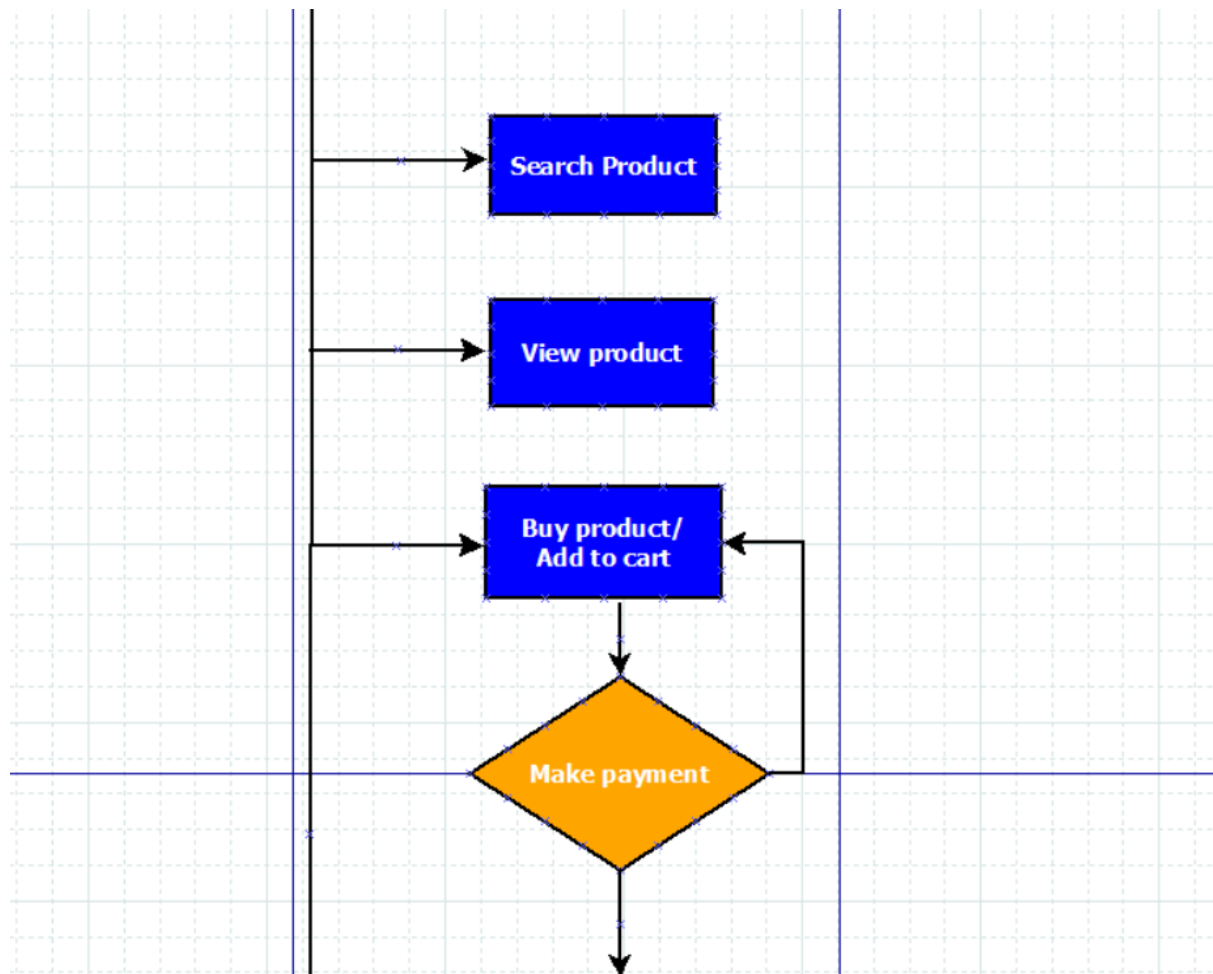 Search Product
View product
Buy product/
Add to cart
Make payment